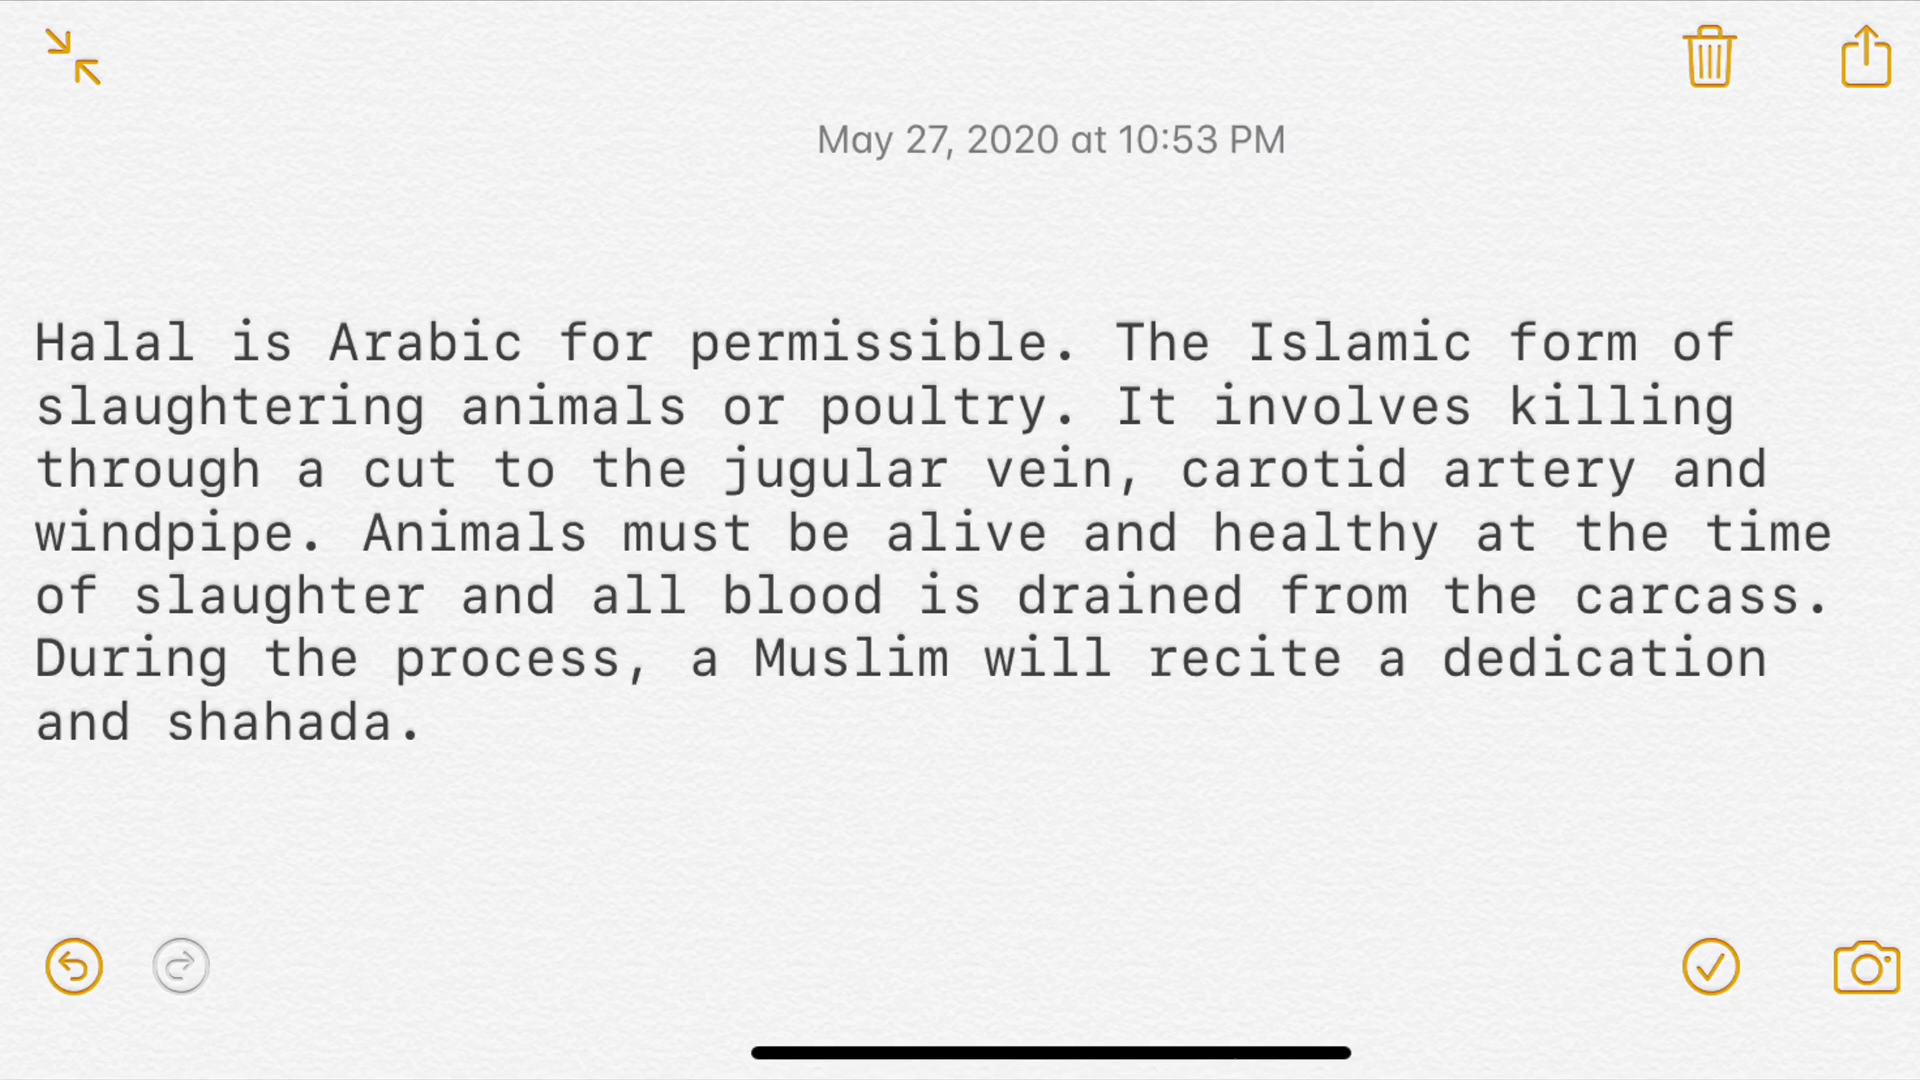 May 27, 2020 at 10:53 PM
Halal is Arabic for permissible. The Islamic form of
slaughtering animals or poultry. It involves killing
through a cut to the jugular vein, carotid artery and
windpipe. Animals must be alive and healthy at the time
of slaughter and all blood is drained from the carcass.
During the process, a Muslim will recite a dedication
and shahada.